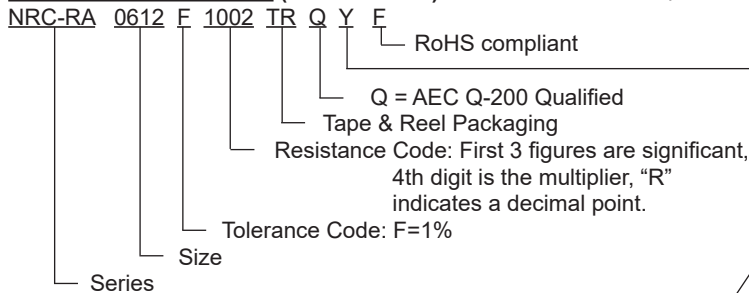 NRC-RA 0612 F 1002 TR Q Y F
RoHS compliant
Q = AEC Q-200 Qualified
Tape & Reel Packaging
Resistance Code: First 3 figures are significant,
4th digit is the multiplier, “R”
indicates a decimal point.
Tolerance Code: F=1%
Size
Series